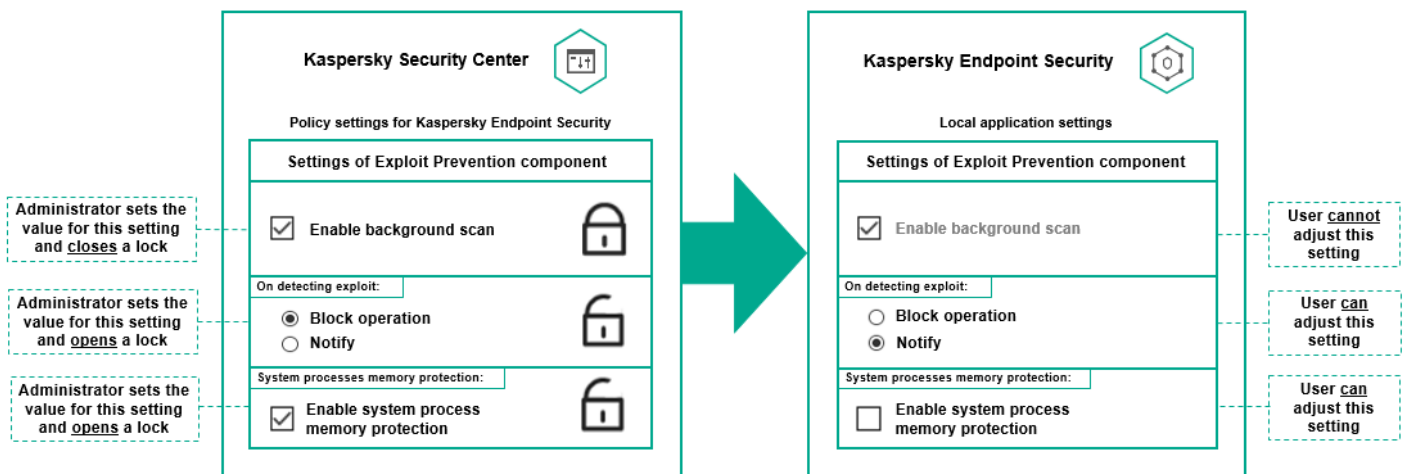 Kaspersky Security Center
Policy settings for Kaspersky Endpoint Security
Settings of Exploit Prevention component
Administrator sets the
value for this setting
and closes a lock
Enable background scan
On detecting exploit:
Administrator sets the
value for this setting
and opens a lock
Block operation
Notify
System processes memory protection:
Administrator sets the
value for this setting
and opens a lock
Enable system process
memory protection
Kaspersky Endpoint Security
Local application settings
Settings of Exploit Prevention component
Enable background scan
User cannot
adjust this
setting
On detecting exploit:
Block operation
Notify
User can
adjust this
setting
System processes memory protection:
Enable system process
memory protection
User can
adjust this
setting